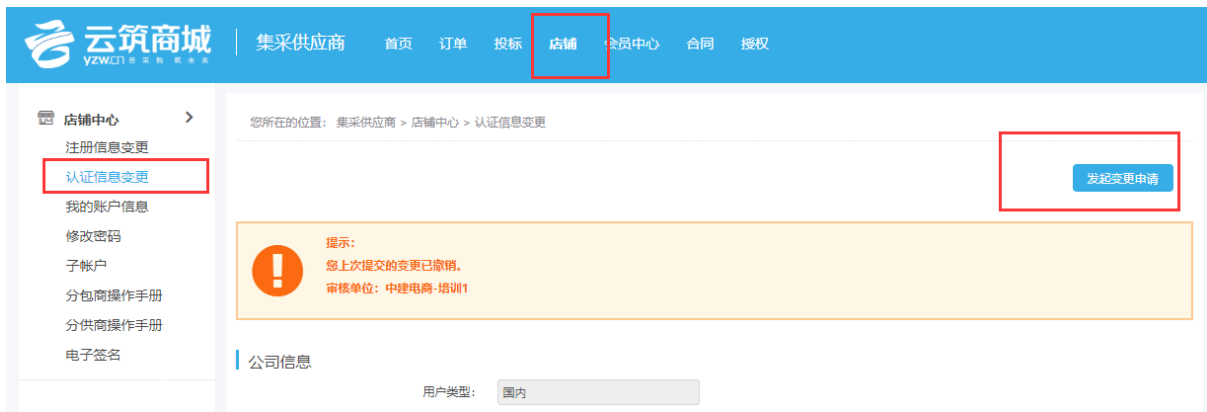 云筑商城
yzw.cn 云采购 筑未来
集采供应商 首页 订单 投标 店铺 会员中心 合同 授权
店铺中心
注册信息变更
认证信息变更
我的账户信息
修改密码
子帐户
分包商操作手册
分供商操作手册
电子签名
您所在的位置: 集采供应商 > 店铺中心 > 认证信息变更
发起变更申请
提示:
您上次提交的变更已撤销。
审核单位: 中建电商-培训1
公司信息
用户类型: 国内